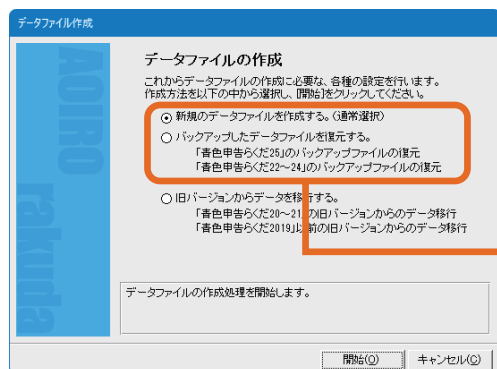 データファイル作成
AOIRO
rakuda
データファイルの作成
これからデータファイルの作成に必要な、各種の設定を行います。
作成方法を以下の中から選択し、[開始]をクリックしてください。
新規のデータファイルを作成する。(通常選択)
バックアップしたデータファイルを復元する。
「青色申告らくだ25」のバックアップファイルの復元
「青色申告らくだ22～24」のバックアップファイルの復元
旧バージョンからデータを移行する。
「青色申告らくだ20～21」の旧バージョンからのデータ移行
「青色申告らくだ2019」以前の旧バージョンからのデータ移行
データファイルの作成処理を開始します。
開始(O) キャンセル(C)